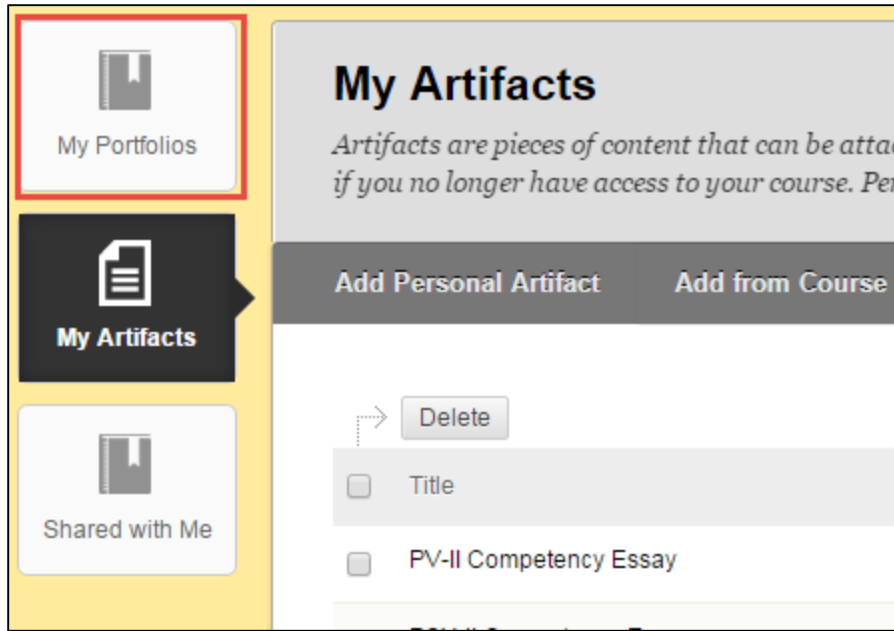 My Portfolios
My Artifacts
Shared with Me
My Artifacts
Artifacts are pieces of content that can be
if you no longer have access to your course.
Add Personal Artifact Add from Course
Delete
Title
PV-II Competency Essay